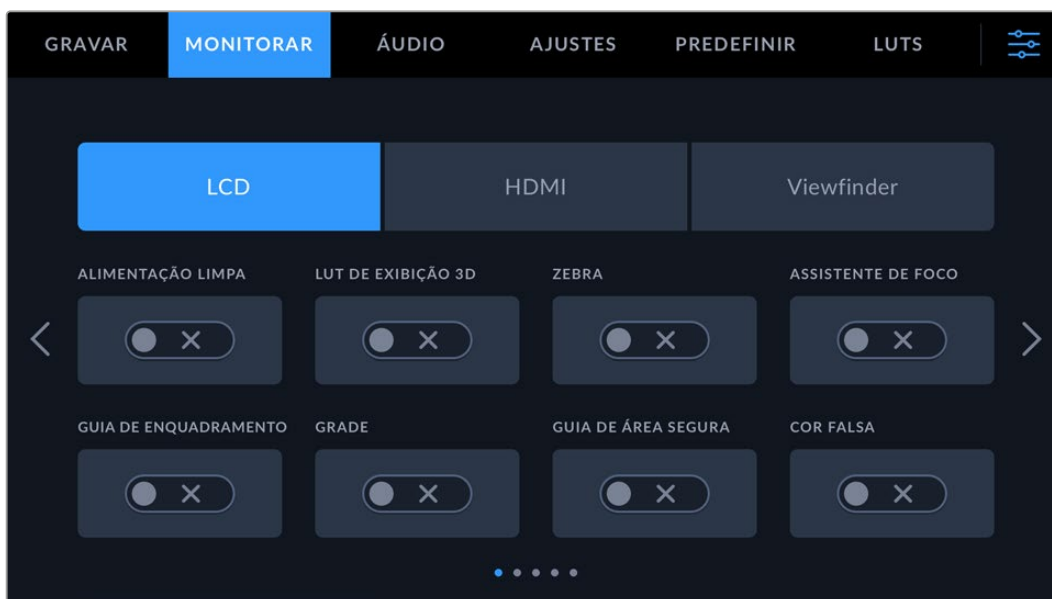 GRAVAR MONITORAR ÁUDIO AJUSTES PREDEFINIR LUTS
LCD HDMI Viewfinder
ALIMENTAÇÃO LIMPA LUT DE EXIBIÇÃO 3D ZEBRA ASSISTENTE DE FOCO
GUIA DE ENQUADRAMENTO GRADE GUIA DE ÁREA SEGURA COR FALSA